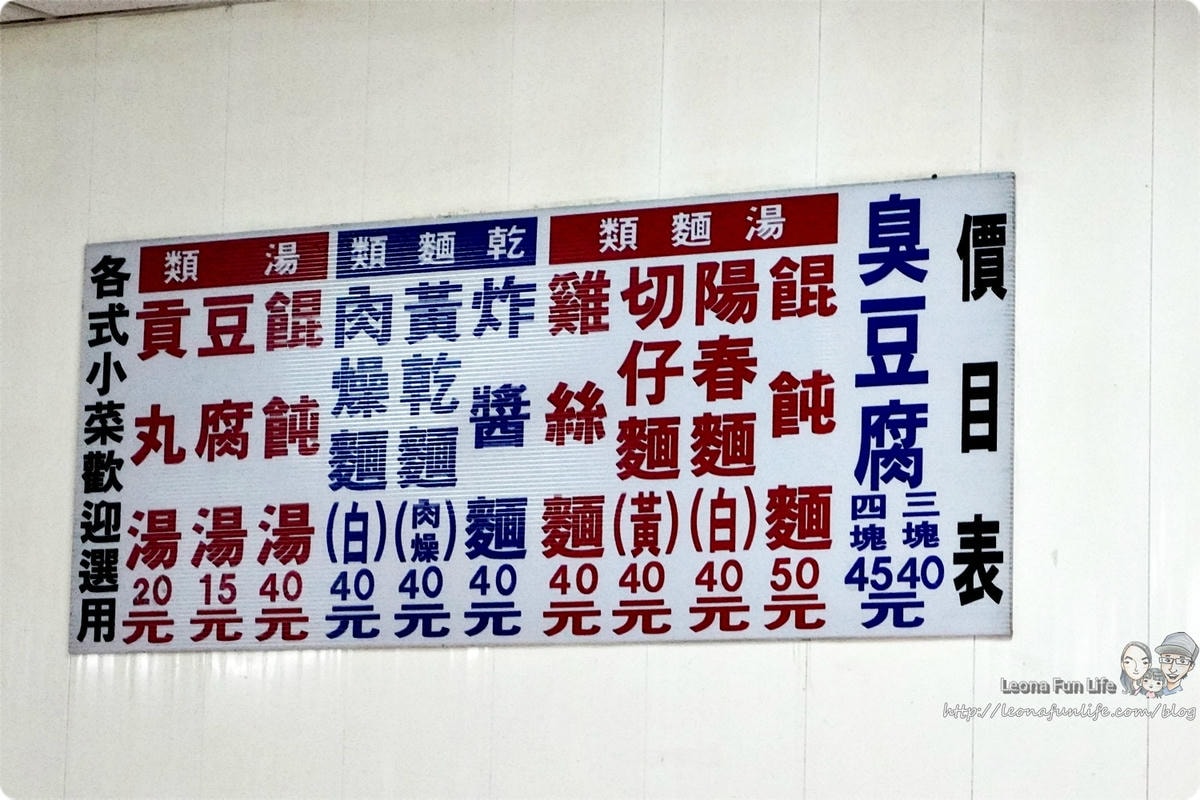 價目表
臭豆腐
三塊 40
四塊 45
元
湯麵類
餛飩麵 50元
陽春麵(白) 40元
切仔麵(黃) 40元
雞絲麵 40元
乾麵類
炸醬麵 40元
黃乾麵(肉燥) 40元
肉燥麵(白) 40元
湯類
餛飩湯 40元
豆腐湯 15元
貢丸湯 20元
各式小菜歡迎選用
Leona Fun Life
http://leonafunlife.com/blog